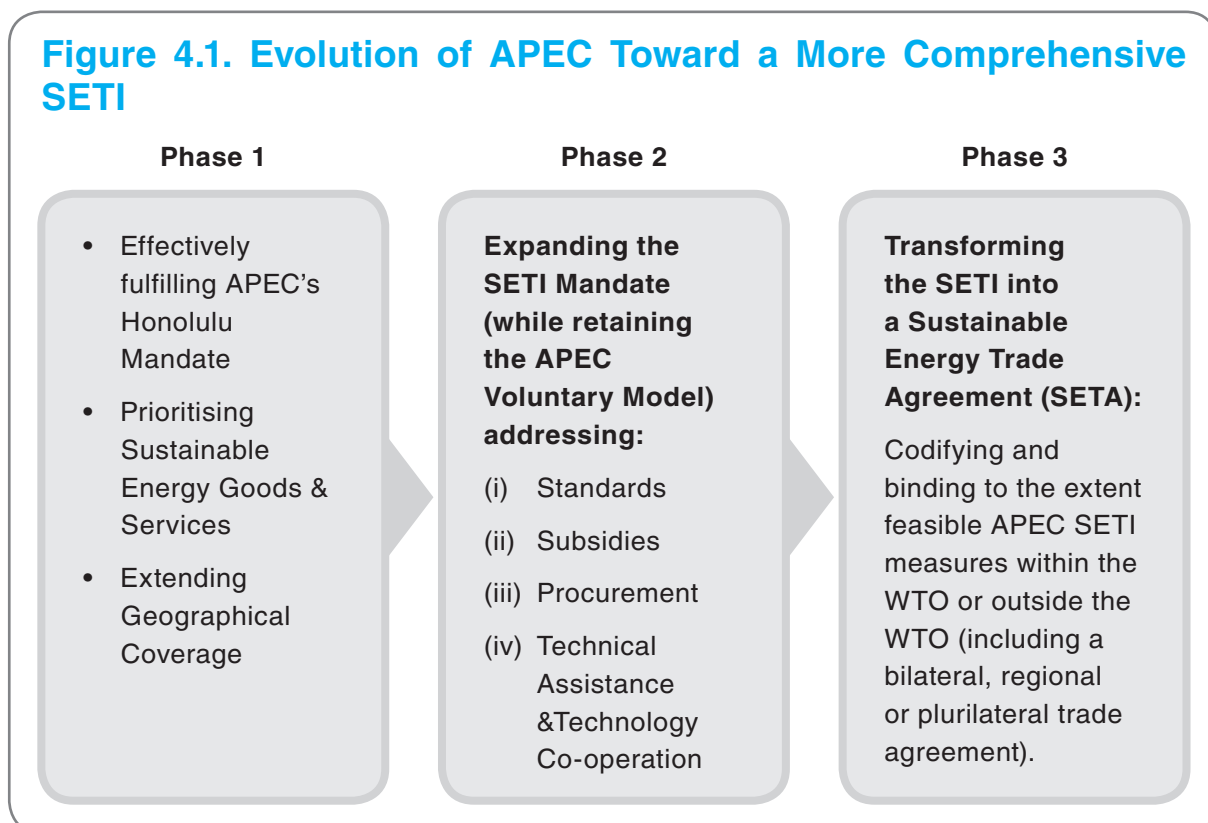 Figure 4.1. Evolution of APEC Toward a More Comprehensive
SETI
Phase 1
• Effectively
fulfilling APEC’s
Honolulu
Mandate
• Prioritising
Sustainable
Energy Goods &
Services
• Extending
Geographical
Coverage
Phase 2
Expanding the
SETI Mandate
(while retaining
the APEC
Voluntary Model)
addressing:
(i) Standards
(ii) Subsidies
(iii) Procurement
(iv) Technical
Assistance
&Technology
Co-operation
Phase 3
Transforming
the SETI into
a Sustainable
Energy Trade
Agreement (SETA):
Codifying and
binding to the extent
feasible APEC SETI
measures within the
WTO or outside the
WTO (including a
bilateral, regional
or plurilateral trade
agreement).